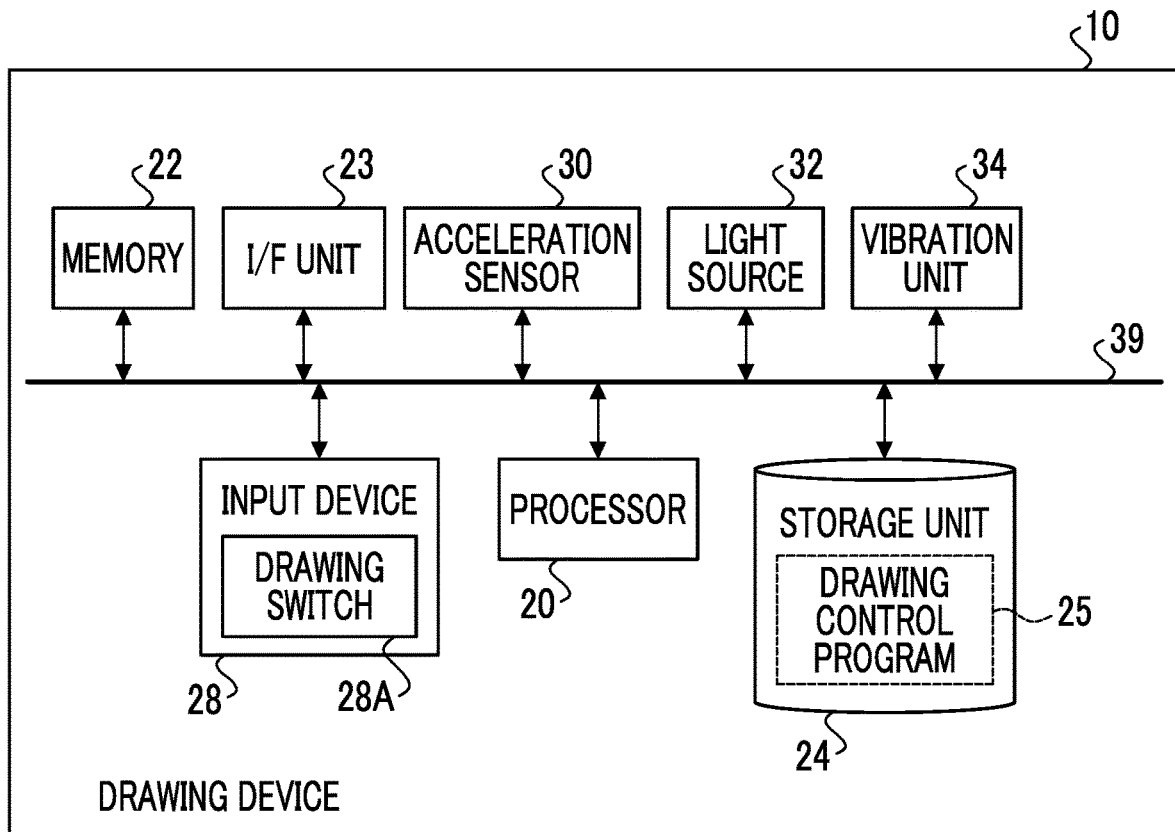 10
22
23
30
32
34
MEMORY
I/F UNIT
ACCELERATION
SENSOR
LIGHT
SOURCE
VIBRATION
UNIT
39
INPUT DEVICE
DRAWING
SWITCH
28
28A
PROCESSOR
20
STORAGE UNIT
DRAWING
CONTROL
PROGRAM
25
24
DRAWING DEVICE